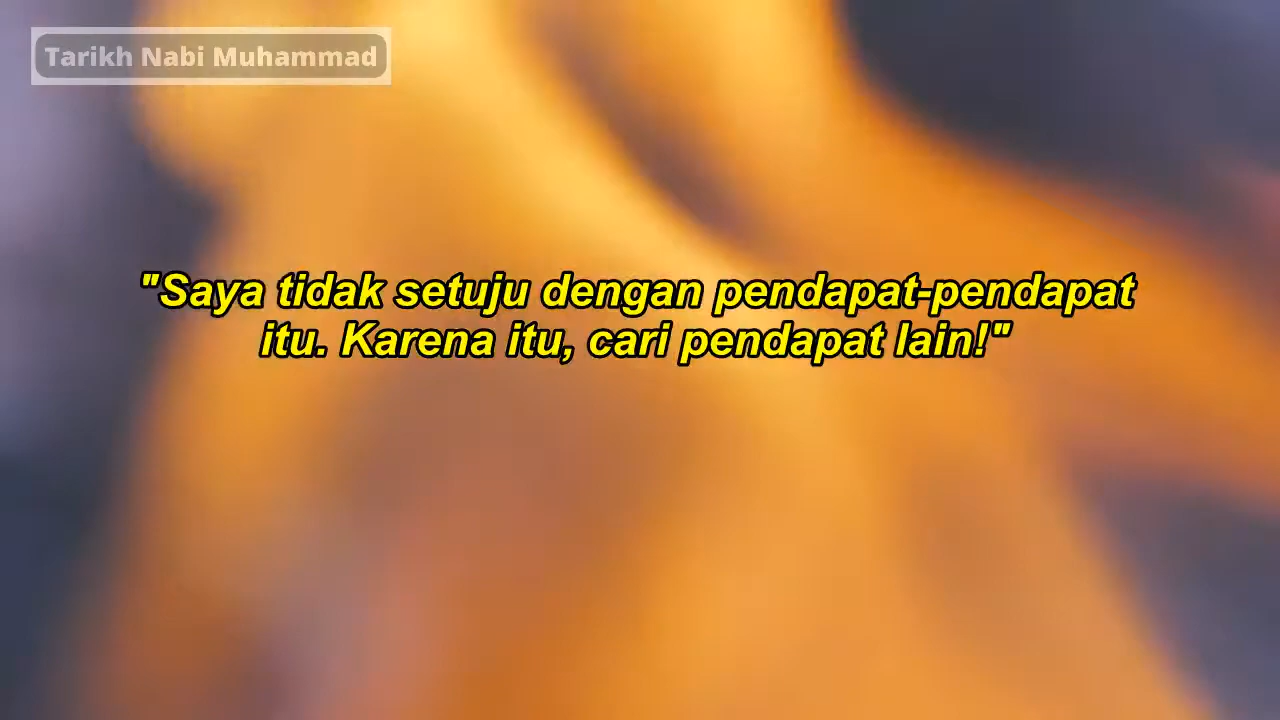 Tarikh Nabi Muhammad
"Saya tidak setuju dengan pendapat-pendapat
itu. Karena itu, cari pendapat lain!"